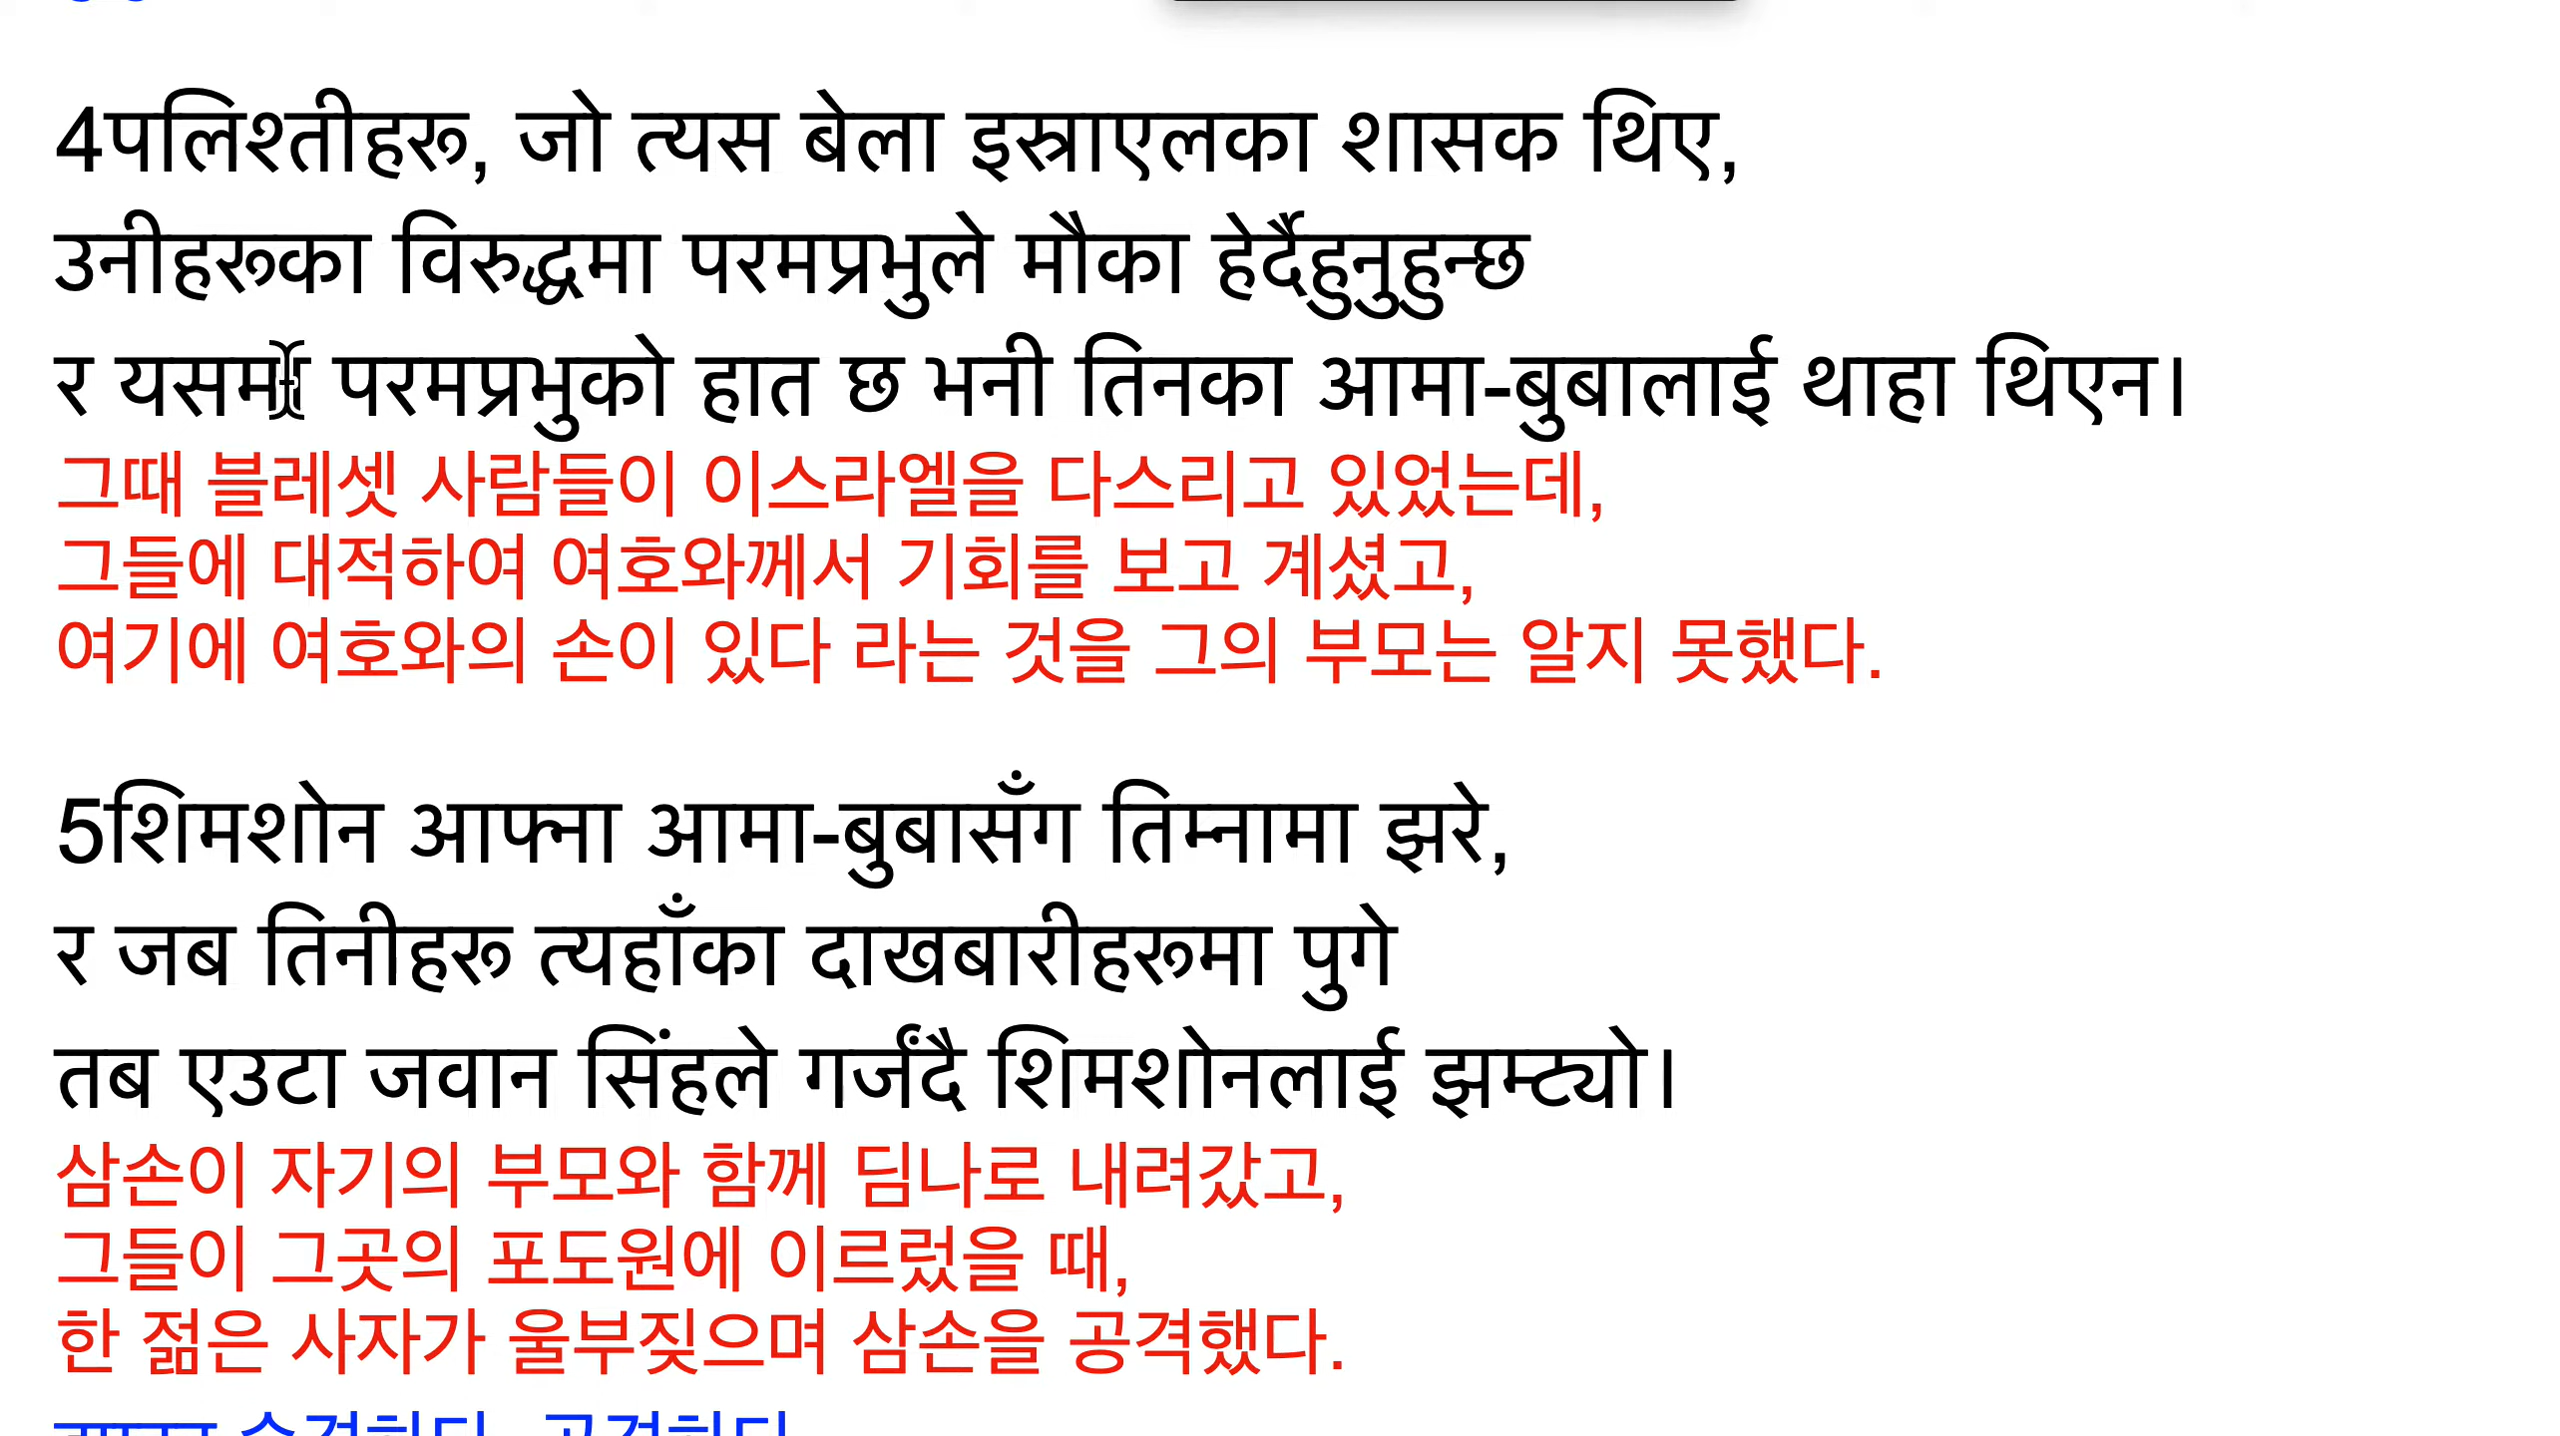 4पलिश्तीहरू, जो त्यस बेला इस्राएलका शासक थिए,
उनीहरूका विरुद्धमा परमप्रभुले मौका हेर्दैहुनुहुन्छ
र यसमा परमप्रभुको हात छ भनी तिनका आमा-बुबालाई थाहा थिएन।
그때 블레셋 사람들이 이스라엘을 다스리고 있었는데,
그들에 대적하여 여호와께서 기회를 보고 계셨고,
여기에 여호와의 손이 있다 라는 것을 그의 부모는 알지 못했다.
5शिमशोन आफ्ना आमा-बुबासँग तिम्नामा झरे,
र जब तिनीहरू त्यहाँका दाखबारीहरूमा पुगे
तब एउटा जवान सिंहले गर्जंदै शिमशोनलाई झम्ट्यो।
삼손이 자기의 부모와 함께 딤나로 내려갔고,
그들이 그곳의 포도원에 이르렀을 때,
한 젊은 사자가 울부짖으며 삼손을 공격했다.